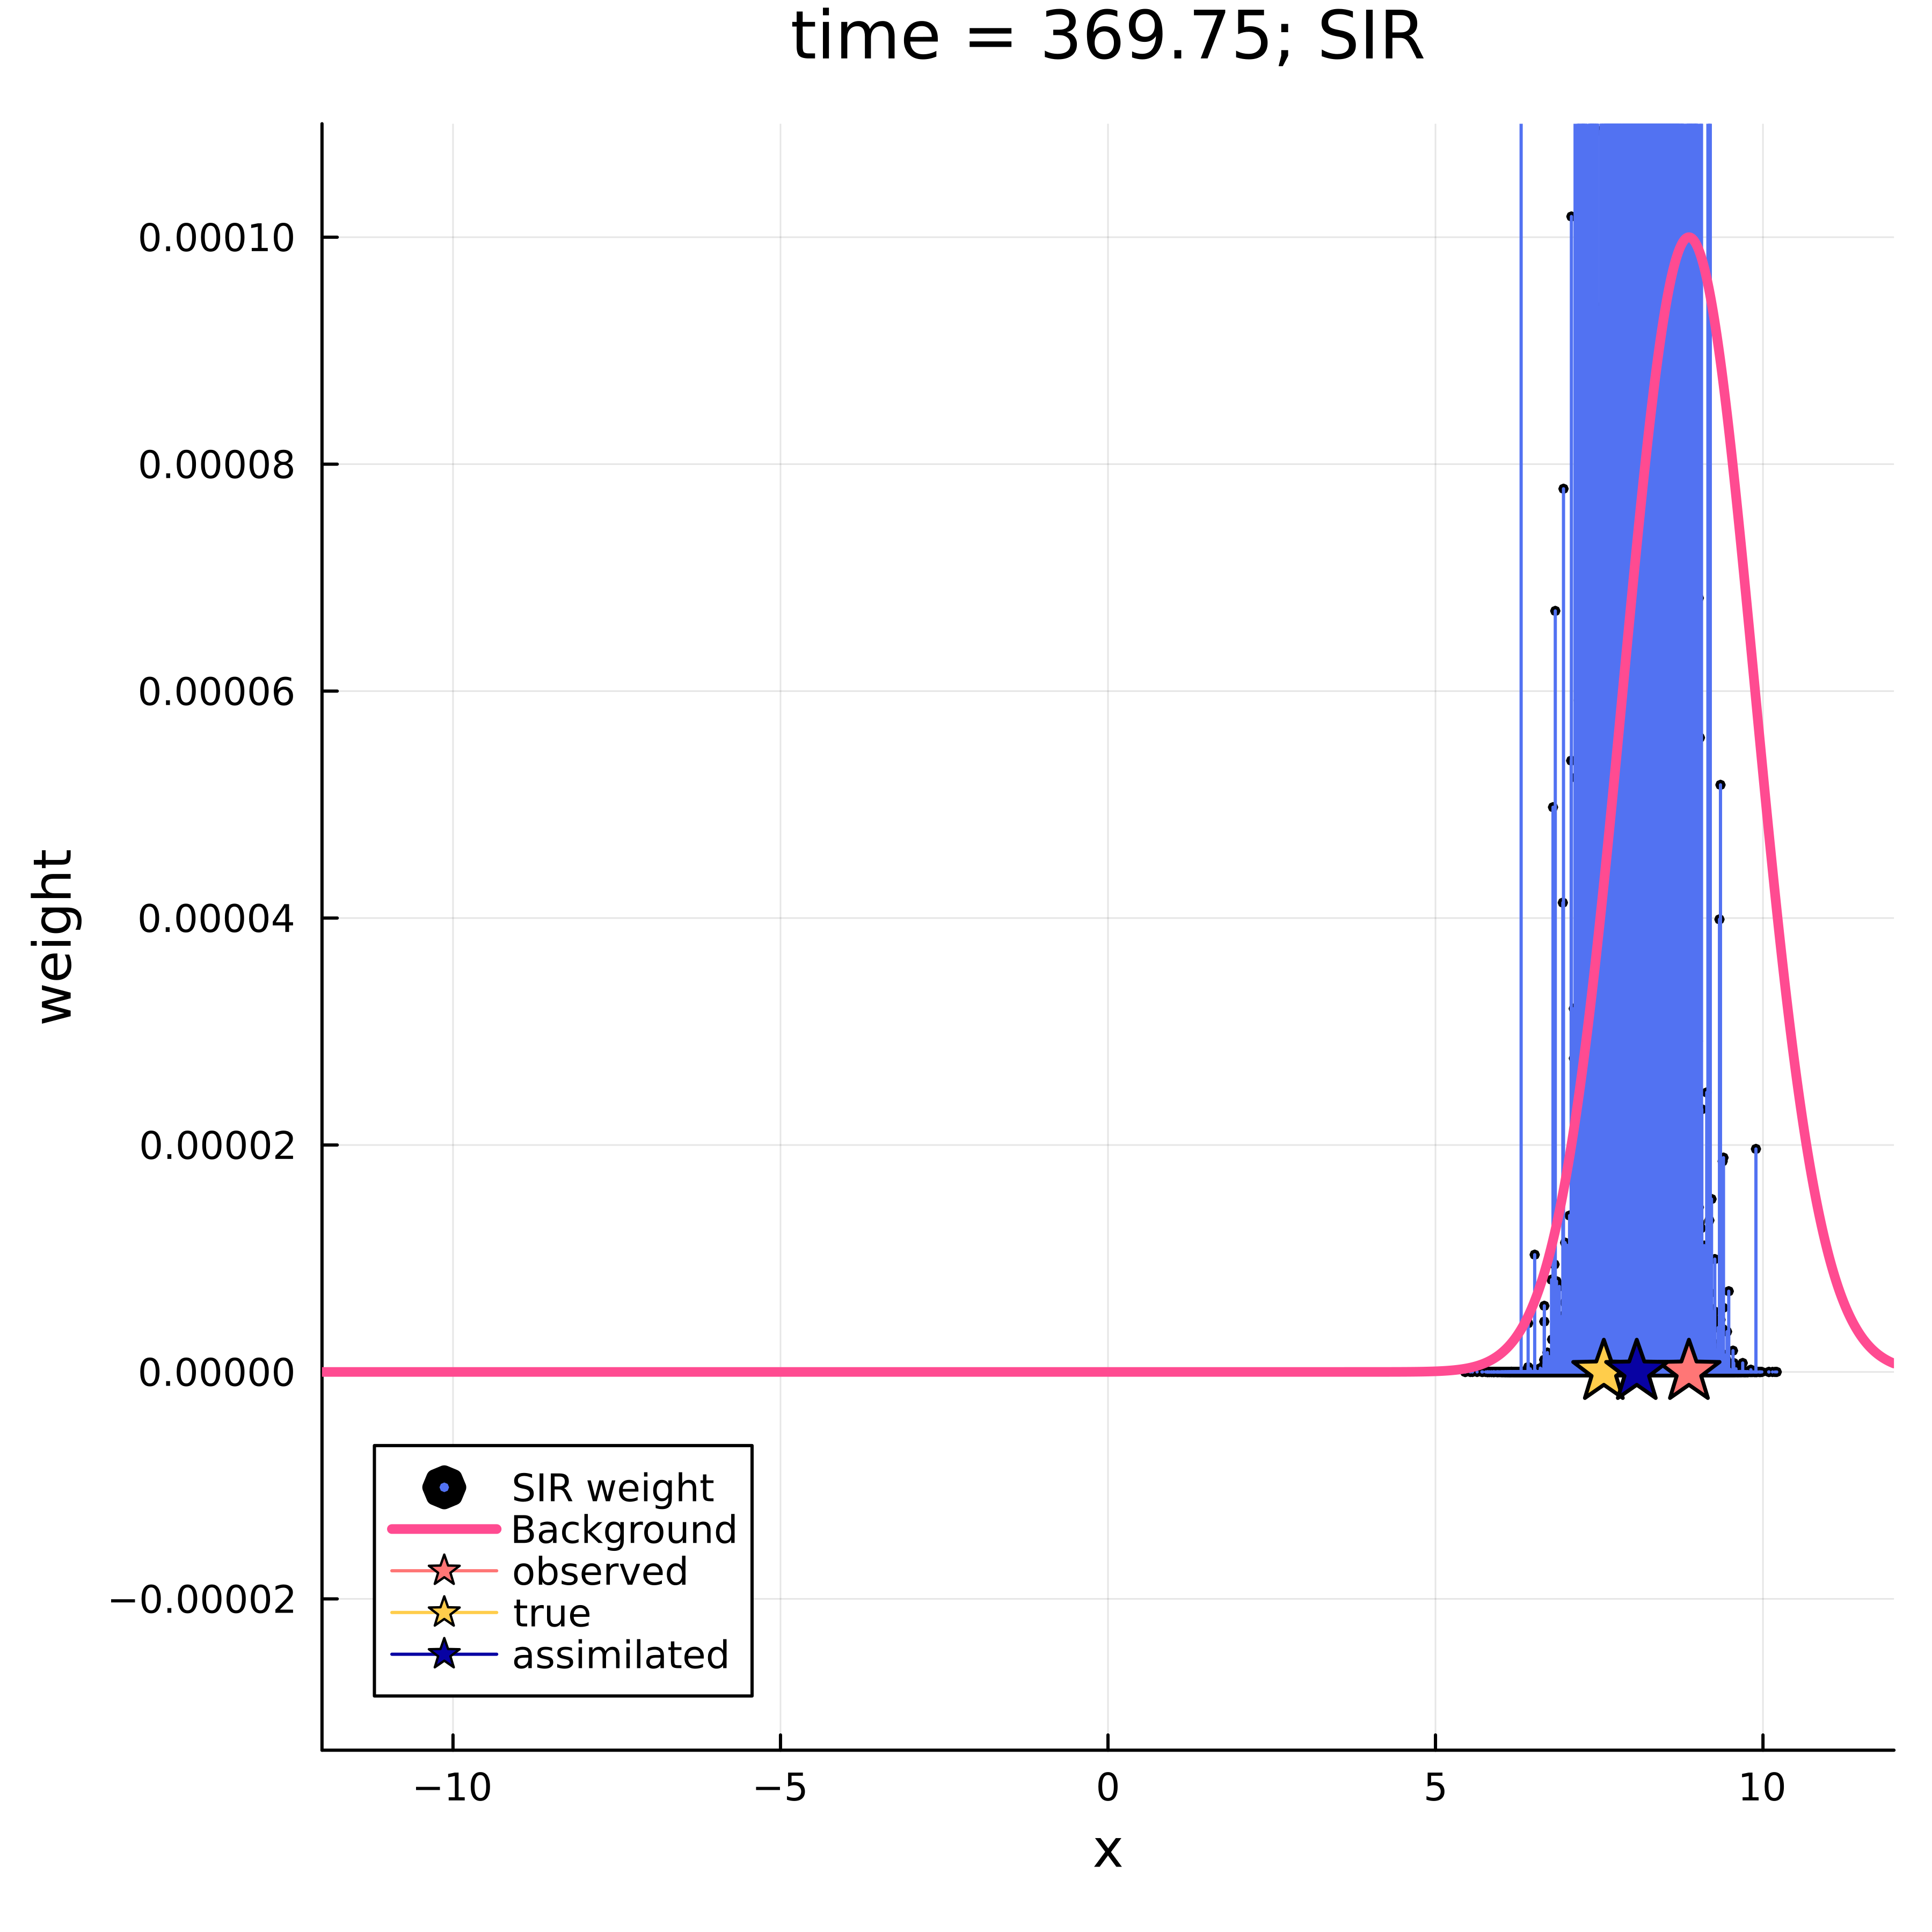 time = 369.75; SIR
weight
0.00010
0.00008
0.00006
0.00004
0.00002
0.00000
−0.00002
SIR weight
Background
observed
true
assimilated
−10
−5
0
5
10
x